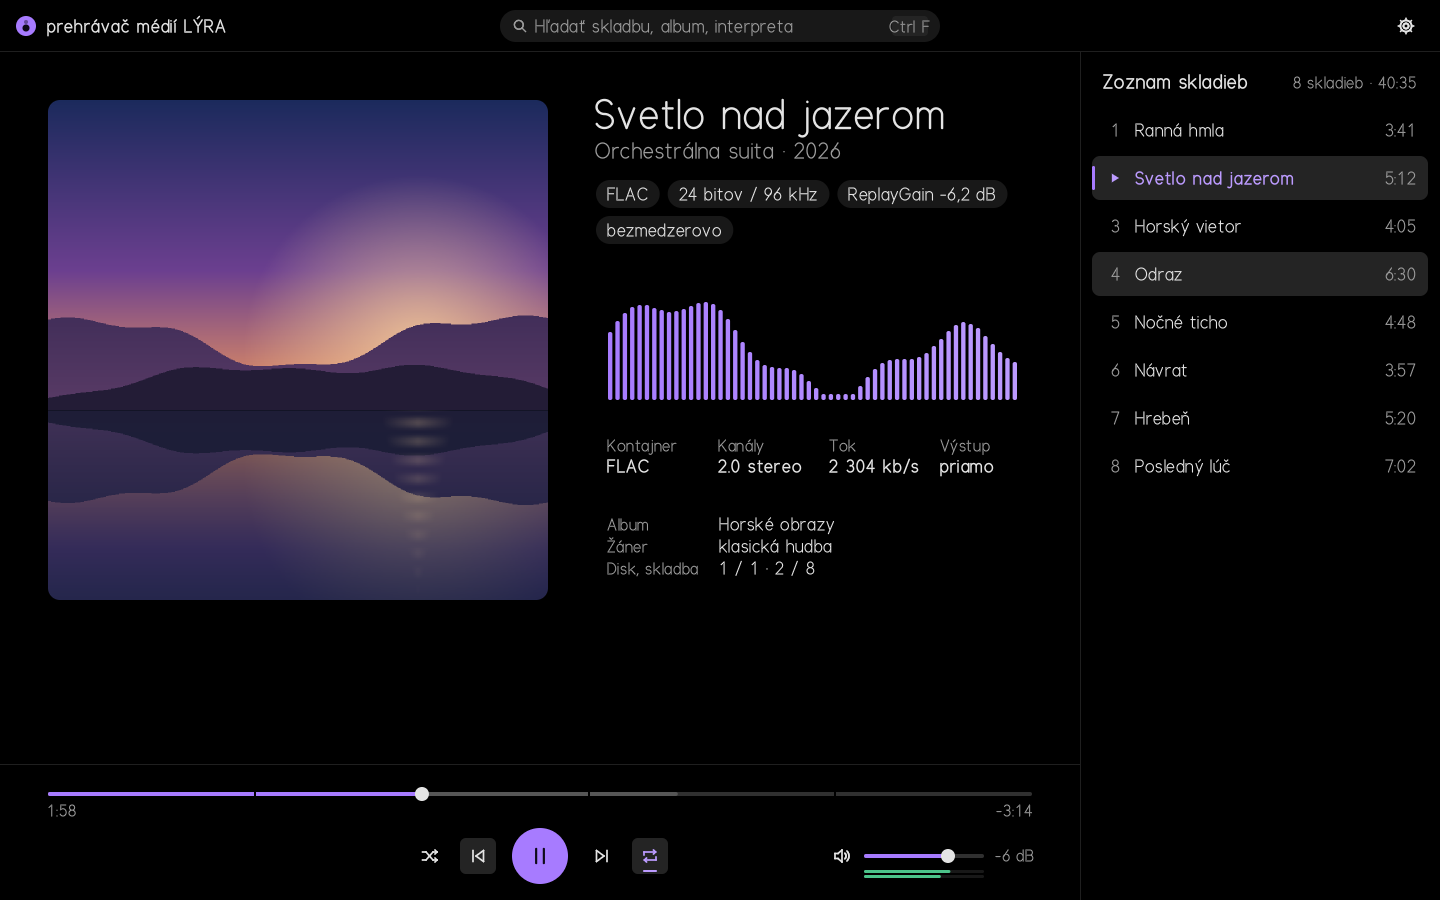 prehrávač médií LÝRA
Hľadať skladbu, album, interpreta Ctrl F
Svetlo nad jazerom
Orchestrálna suita · 2026
FLAC 24 bitov / 96 kHz ReplayGain -6,2 dB
bezmedzerovo
Kontajner Kanály Tok Výstup
FLAC 2.0 stereo 2 304 kb/s priamo
Album Horské obrazy
Žáner klasická hudba
Disk, skladba 1 / 1 · 2 / 8
Zoznam skladieb 8 skladieb · 40:35
1 Ranná hmla 3:41
Svetlo nad jazerom 5:12
3 Horský vietor 4:05
4 Odraz 6:30
5 Nočné ticho 4:48
6 Návrat 3:57
7 Hrebeň 5:20
8 Posledný lúč 7:02
1:58 -3:14
-6 dB